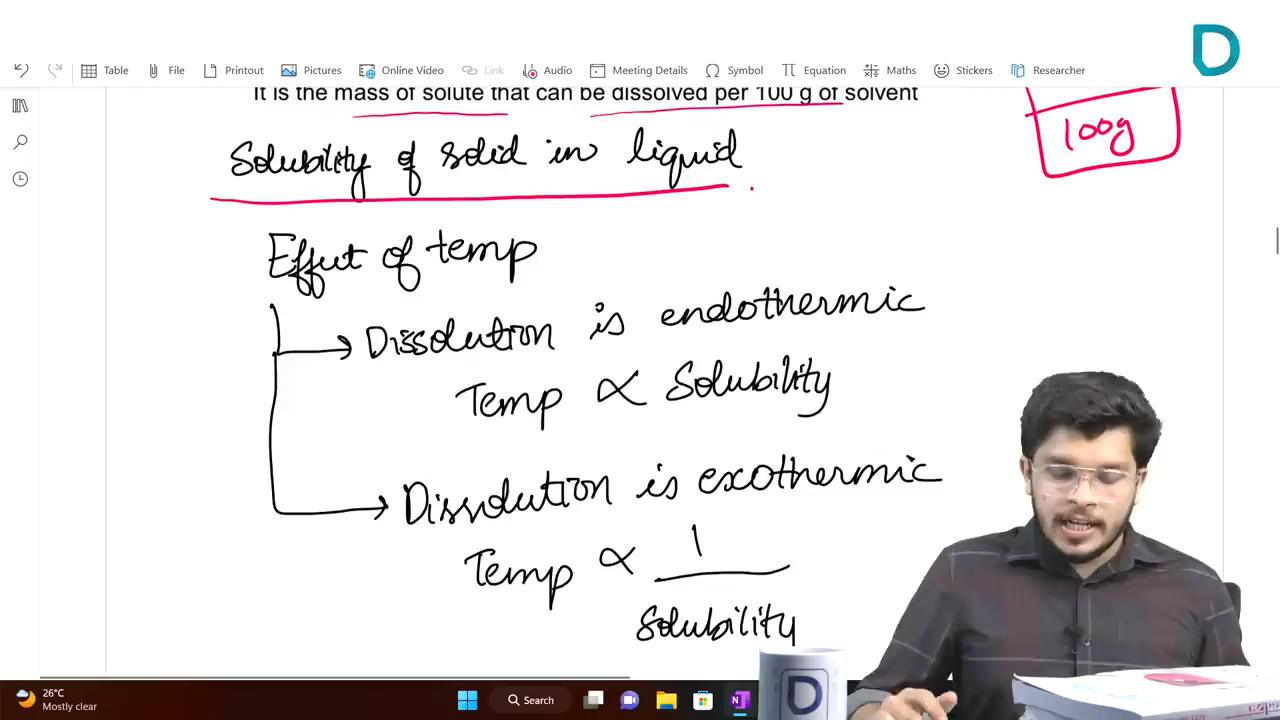 D
Table File Printout Pictures Online Video Link Audio Meeting Details Symbol Equation Maths Stickers Researcher
It is the mass of solute that can be dissolved per 100 g of solvent
100g
Solubility of solid in liquid
Effect of temp
Dissolution is endothermic
Temp ∝ Solubility
Dissolution is exothermic
Temp ∝ 1
Solubility
26°C
Mostly clear
Search
D